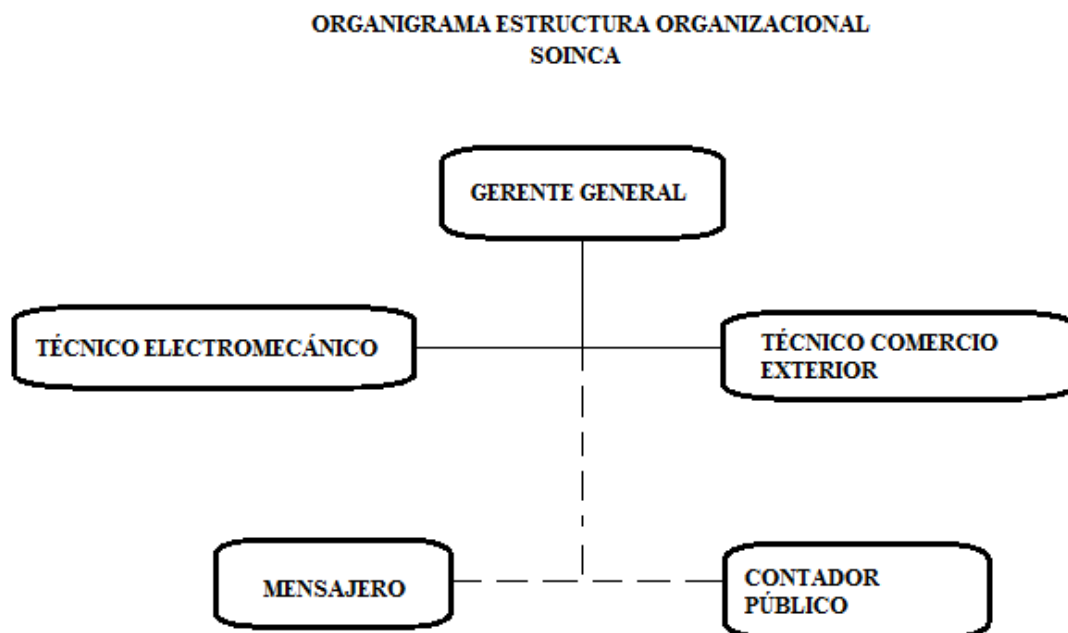 ORGANIGRAMA ESTRUCTURA ORGANIZACIONAL
SOINCA
GERENTE GENERAL
TÉCNICO ELECTROMECÁNICO
TÉCNICO COMERCIO
EXTERIOR
MENSAJERO
CONTADOR
PÚBLICO